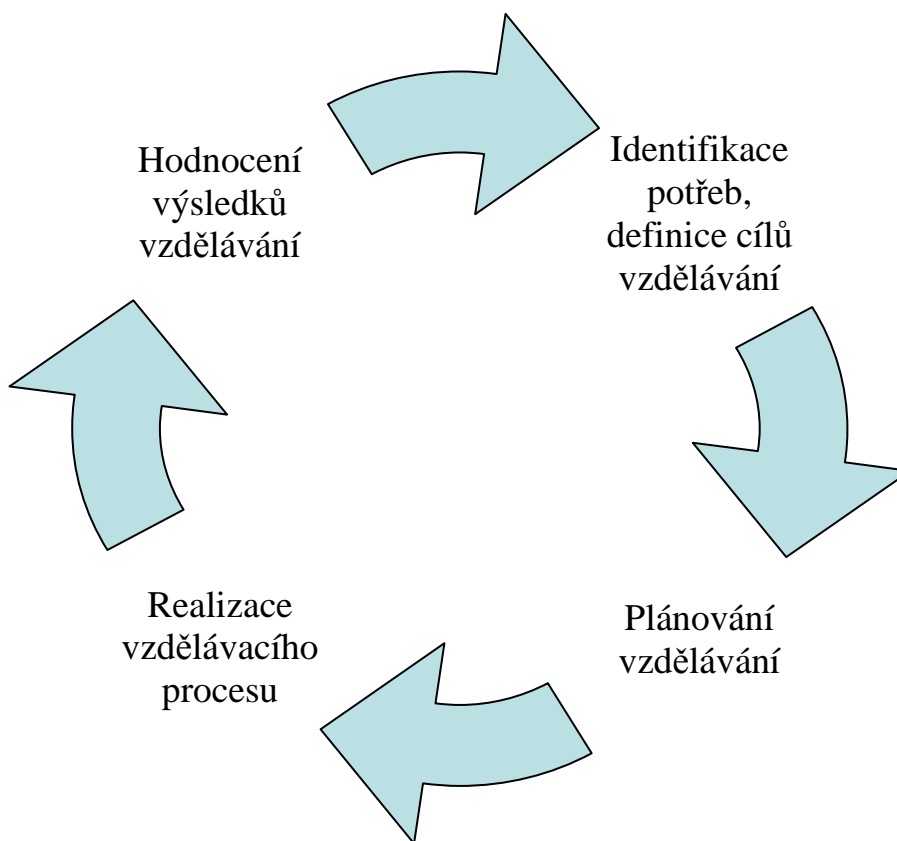 Hodnocení
výsledků
vzdělávání
Identifikace
potřeb,
definice cílů
vzdělávání
Plánování
vzdělávání
Realizace
vzdělávacího
procesu